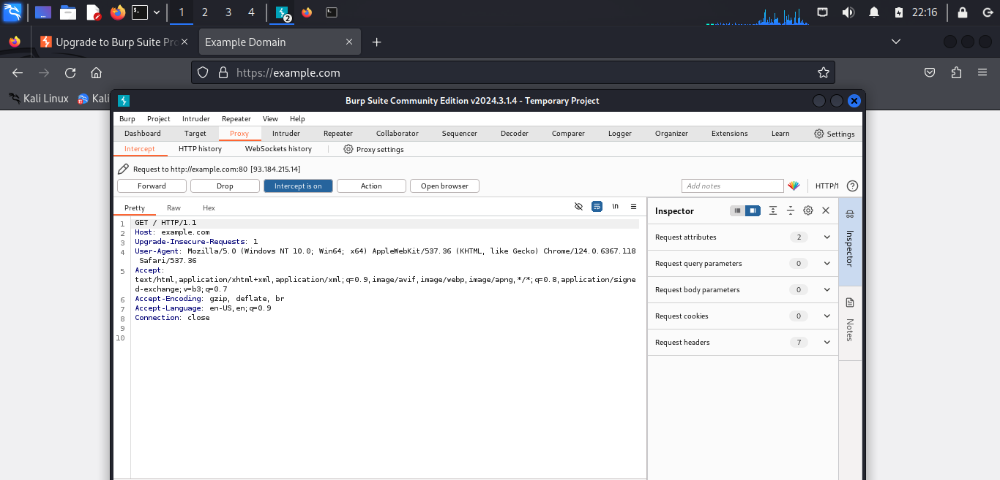 1 2 3 4 2 22:16
Upgrade to Burp Suite Pro Example Domain
https://example.com
Kali Linux Kali
Burp Suite Community Edition v2024.3.1.4 - Temporary Project
Burp Project Intruder Repeater View Help
Dashboard Target Proxy Intruder Repeater Collaborator Sequencer Decoder Comparer Logger Organizer Extensions Learn Settings
Intercept HTTP history WebSockets history Proxy settings
Request to http://example.com:80 [93.184.215.14]
Forward Drop Intercept is on Action Open browser Add notes HTTP/1 ?
Pretty Raw Hex \n Inspector
1 GET / HTTP/1.1
2 Host: example.com
3 Upgrade-Insecure-Requests: 1
4 User-Agent: Mozilla/5.0 (Windows NT 10.0; Win64; x64) AppleWebKit/537.36 (KHTML, like Gecko) Chrome/124.0.6367.118
Safari/537.36
5 Accept:
text/html,application/xhtml+xml,application/xml;q=0.9,image/avif,image/webp,image/apng,*/*;q=0.8,application/signe
d-exchange;v=b3;q=0.7
6 Accept-Encoding: gzip, deflate, br
7 Accept-Language: en-US,en;q=0.9
8 Connection: close
9
10
Request attributes 2
Request query parameters 0
Request body parameters 0
Request cookies 0
Request headers 7
Inspector
Notes